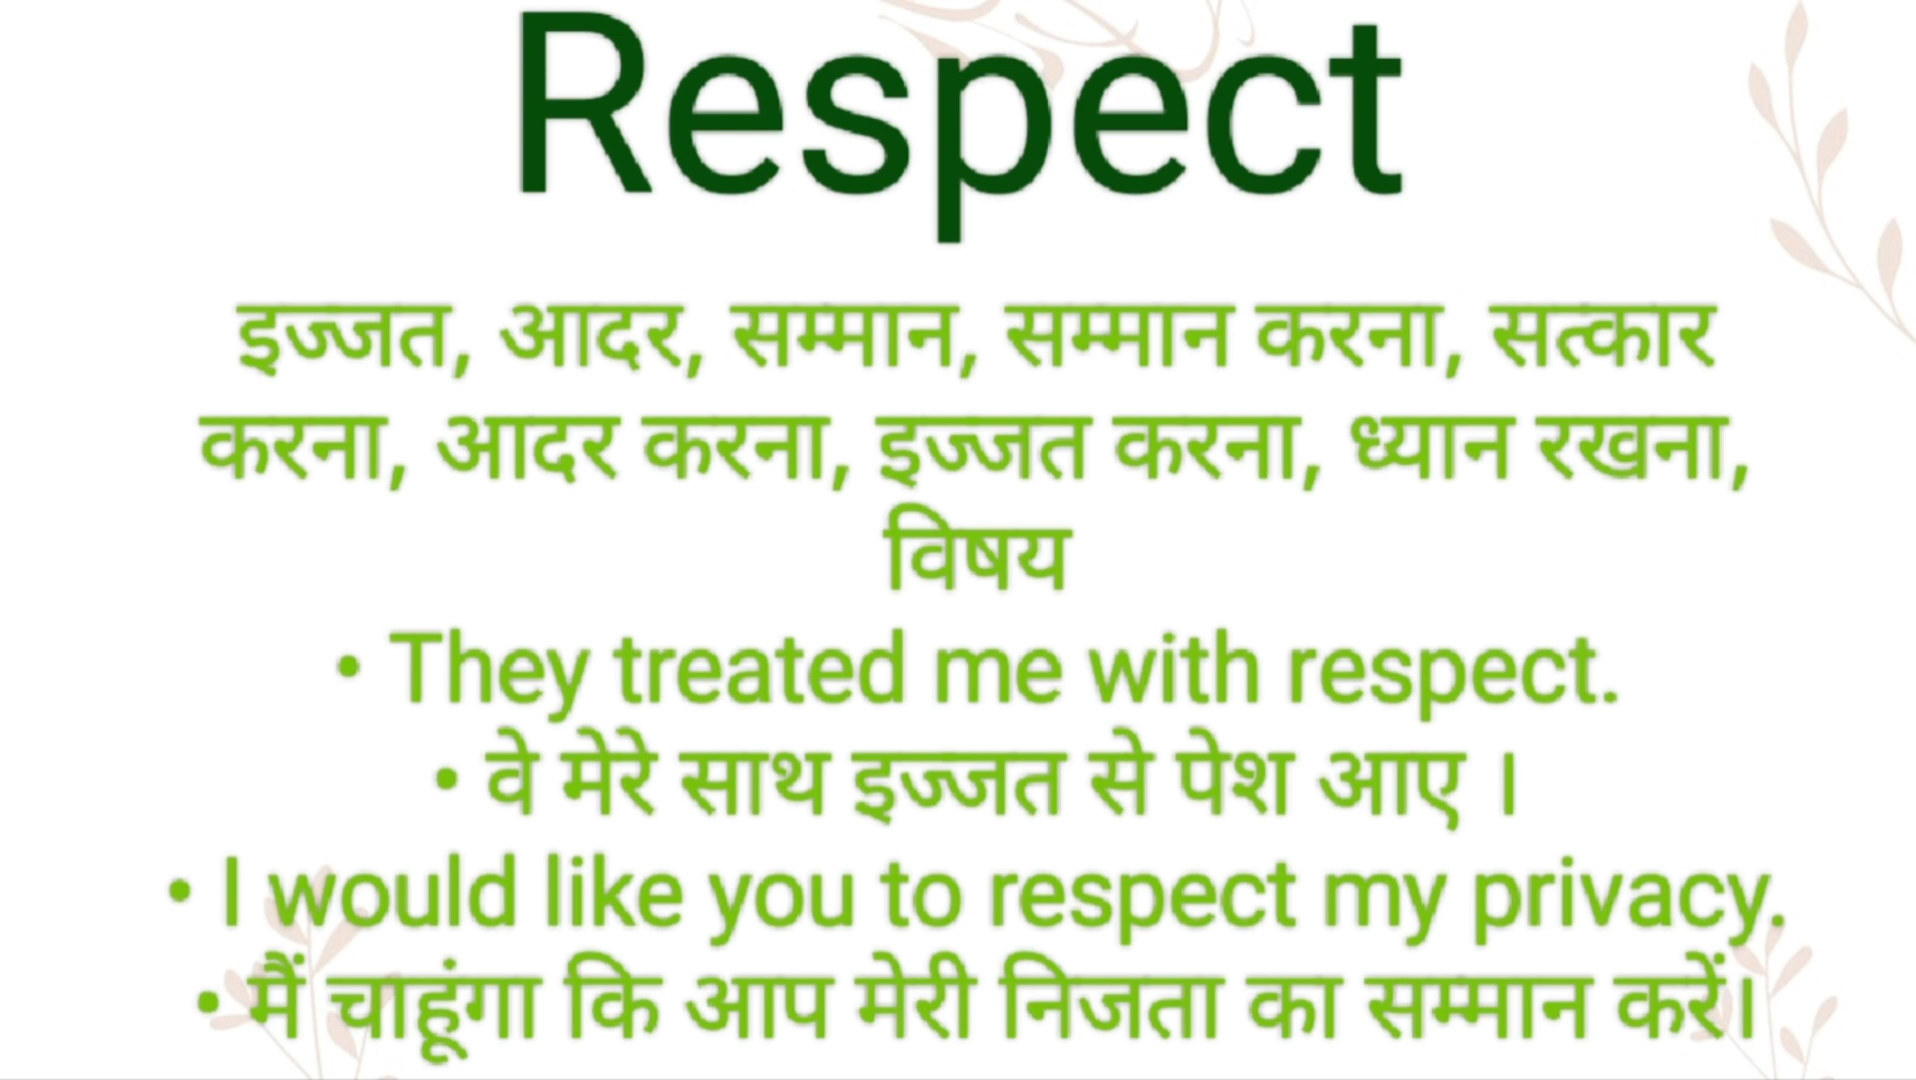 Respect
इज्जत, आदर, सम्मान, सम्मान करना, सत्कार
करना, आदर करना, इज्जत करना, ध्यान रखना,
विषय
• They treated me with respect.
• वे मेरे साथ इज्जत से पेश आए ।
• I would like you to respect my privacy.
• मैं चाहूंगा कि आप मेरी निजता का सम्मान करें।